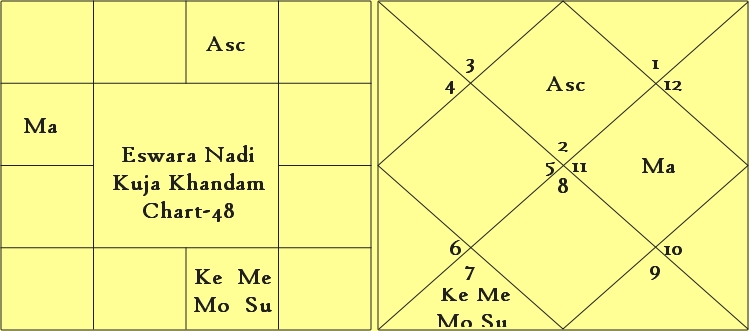 Asc
Ma
Eswara Nadi
Kuja Khandam
Chart-48
Ke Me
Mo Su
3
1
4
Asc
12
2
5
11
Ma
8
6
10
7
9
Ke Me
Mo Su